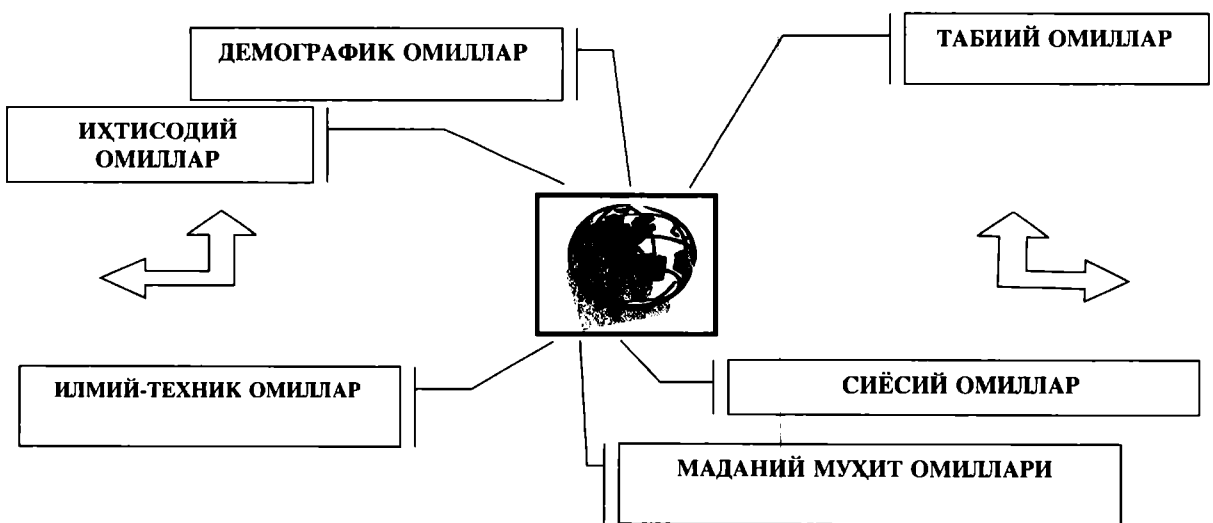 ДЕМОГРАФИК ОМИЛЛАР
ТАБИИЙ ОМИЛЛАР
ИҲТИСОДИЙ
ОМИЛЛАР
ИЛМИЙ-ТЕХНИК ОМИЛЛАР
СИЁСИЙ ОМИЛЛАР
МАДАНИЙ МУҲИТ ОМИЛЛАРИ